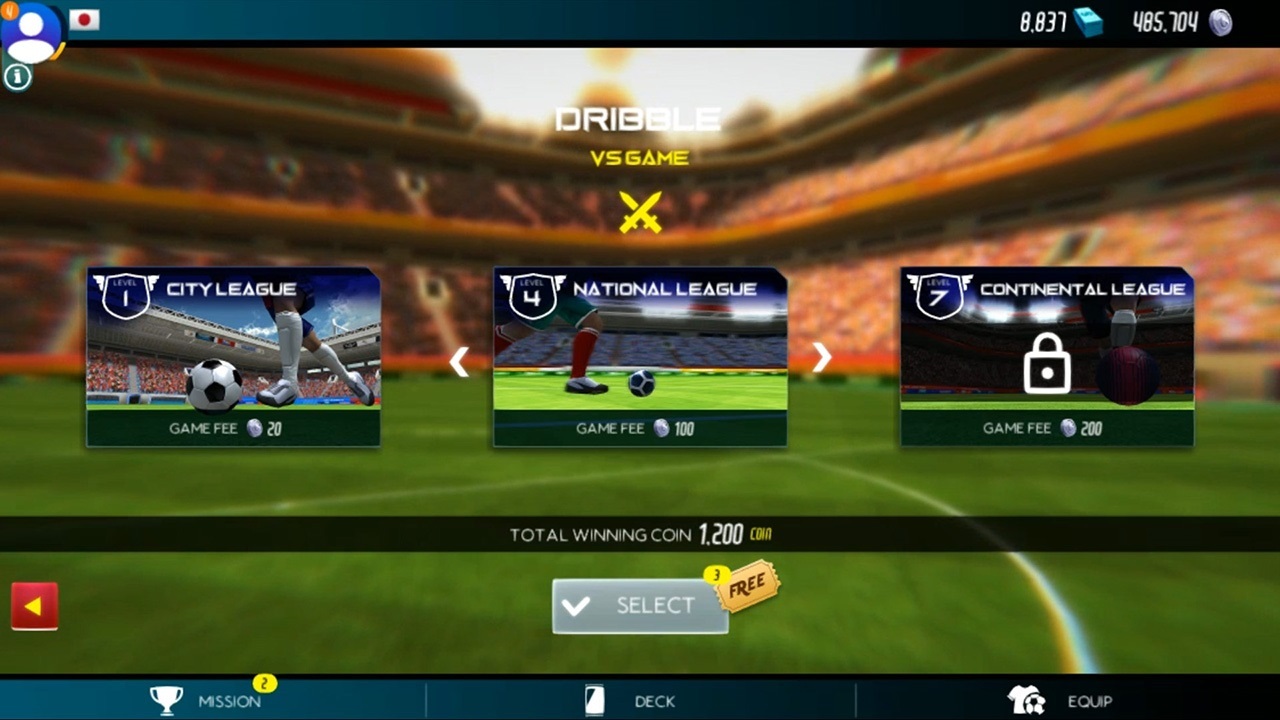 4
8,837
485,704
DRIBBLE
VS GAME
LEVEL 1 CITY LEAGUE
GAME FEE 20
LEVEL 4 NATIONAL LEAGUE
GAME FEE 100
LEVEL 7 CONTINENTAL LEAGUE
GAME FEE 200
TOTAL WINNING COIN 1,200 COIN
SELECT
3
FREE
MISSION 2
DECK
EQUIP